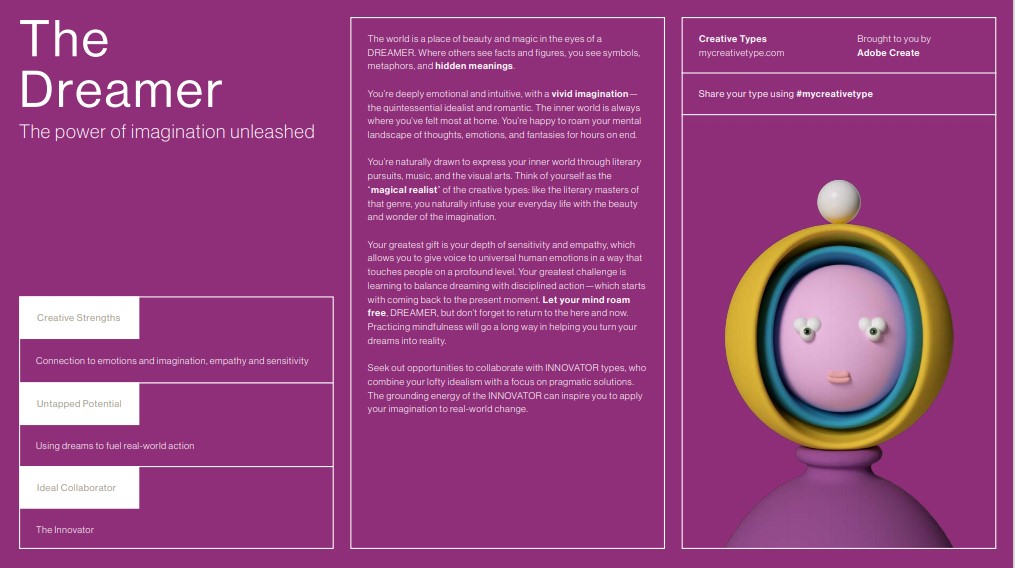 The
Dreamer
The power of imagination unleashed
Creative Strengths
Connection to emotions and imagination, empathy and sensitivity
Untapped Potential
Using dreams to fuel real-world action
Ideal Collaborator
The Innovator
The world is a place of beauty and magic in the eyes of a
DREAMER. Where others see facts and figures, you see symbols,
metaphors, and hidden meanings.
You're deeply emotional and intuitive, with a vivid imagination—
the quintessential idealist and romantic. The inner world is always
where you've felt most at home. You're happy to roam your mental
landscape of thoughts, emotions, and fantasies for hours on end.
You're naturally drawn to express your inner world through literary
pursuits, music, and the visual arts. Think of yourself as the
'magical realist' of the creative types: like the literary masters of
that genre, you naturally infuse your everyday life with the beauty
and wonder of the imagination.
Your greatest gift is your depth of sensitivity and empathy, which
allows you to give voice to universal human emotions in a way that
touches people on a profound level. Your greatest challenge is
learning to balance dreaming with disciplined action—which starts
with coming back to the present moment. Let your mind roam
free, DREAMER, but don't forget to return to the here and now.
Practicing mindfulness will go a long way in helping you turn your
dreams into reality.
Seek out opportunities to collaborate with INNOVATOR types, who
combine your lofty idealism with a focus on pragmatic solutions.
The grounding energy of the INNOVATOR can inspire you to apply
your imagination to real-world change.
Creative Types
mycreativetype.com
Brought to you by
Adobe Create
Share your type using #mycreativetype